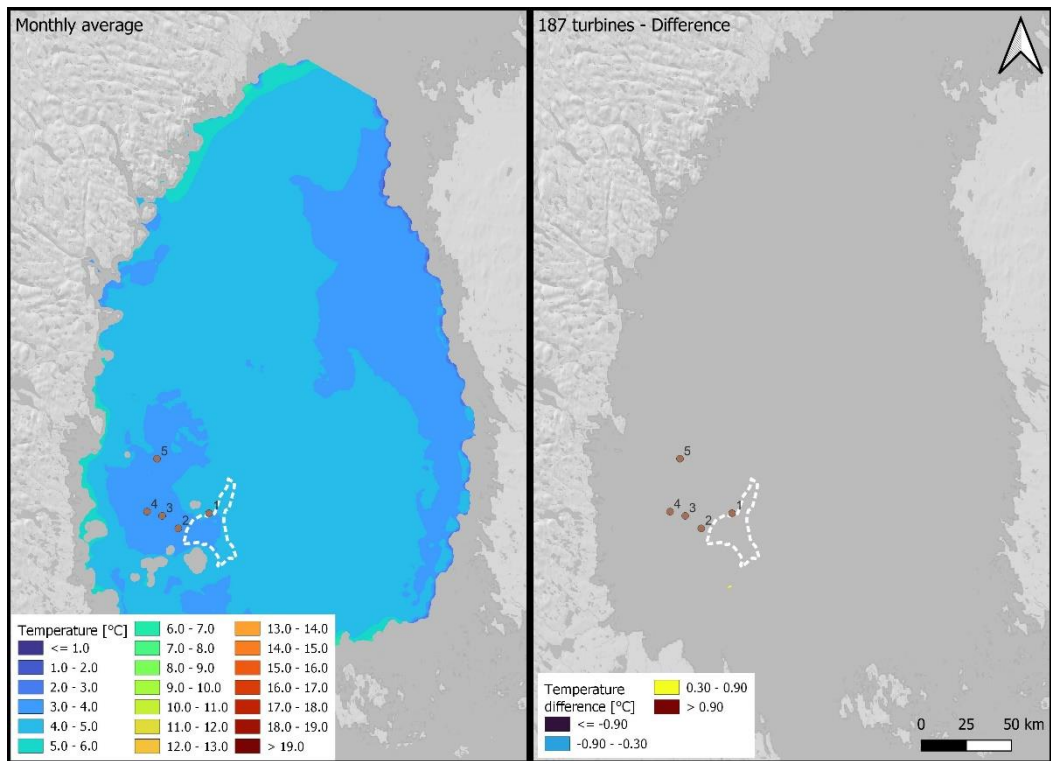 Monthly average
5
4
3
2
1
Temperature [°C]
<= 1.0
1.0 - 2.0
2.0 - 3.0
3.0 - 4.0
4.0 - 5.0
5.0 - 6.0
6.0 - 7.0
7.0 - 8.0
8.0 - 9.0
9.0 - 10.0
10.0 - 11.0
11.0 - 12.0
12.0 - 13.0
13.0 - 14.0
14.0 - 15.0
15.0 - 16.0
16.0 - 17.0
17.0 - 18.0
18.0 - 19.0
> 19.0
187 turbines - Difference
5
4
3
2
1
Temperature
difference [°C]
<= -0.90
-0.90 - -0.30
0.30 - 0.90
> 0.90
0 25 50 km